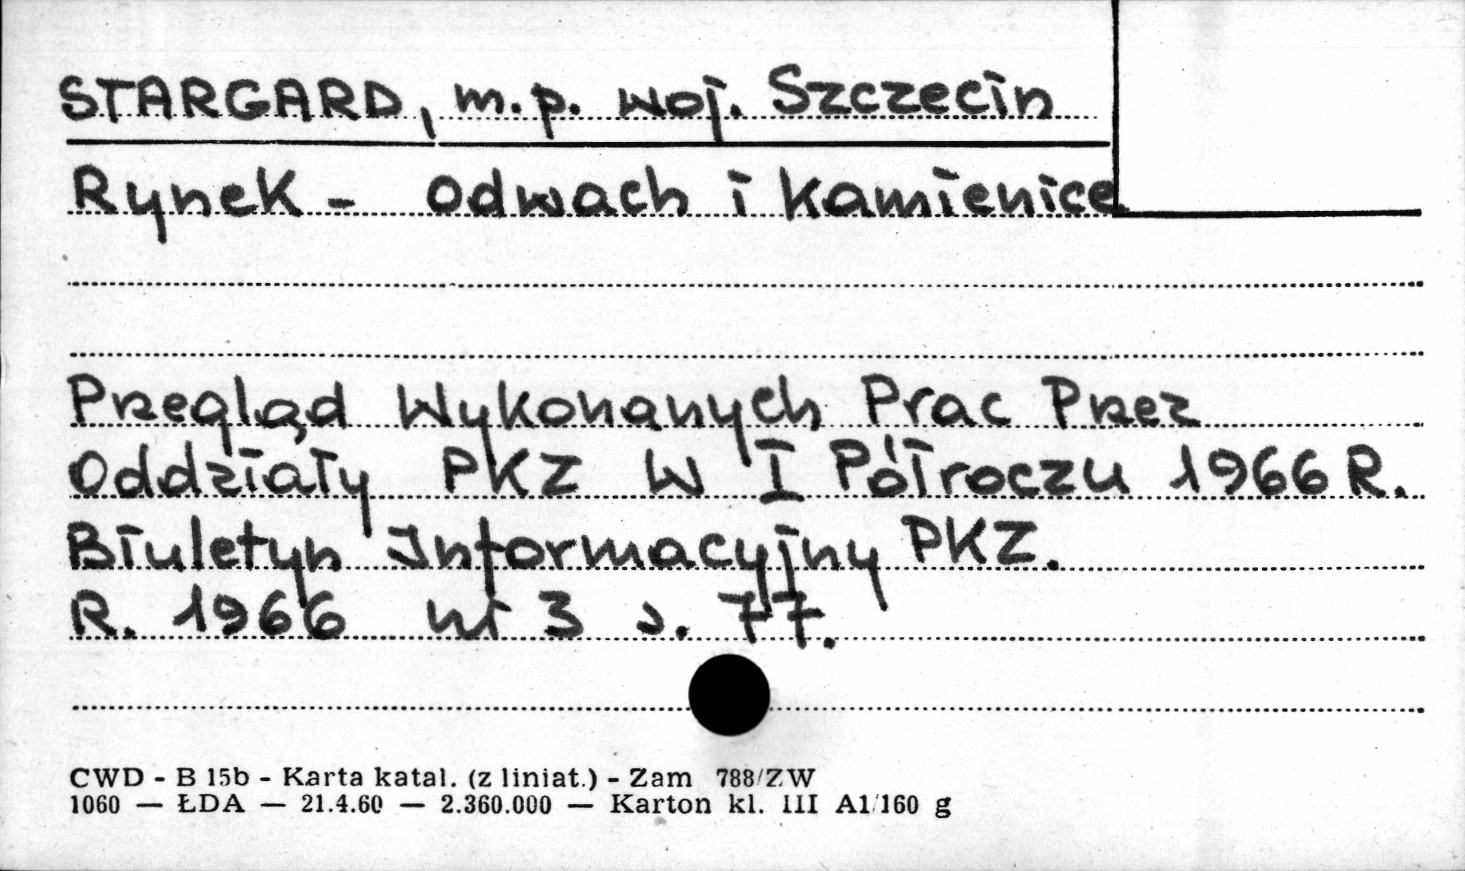 STARGARD, m.p. woj. Szczecin
Rynek - odwach i kamienice
Przegląd Wykonanych Prac Przez
Oddziały PKZ W I Półroczu 1966 R.
Biuletyn Informacyjny PKZ.
R. 1966 nr 3 s. 77.
CWD - B 15b - Karta katal. (z liniat.) - Zam 788/ZW
1060 — ŁDA — 21.4.60 — 2.360.000 — Karton kl. III A1/160 g